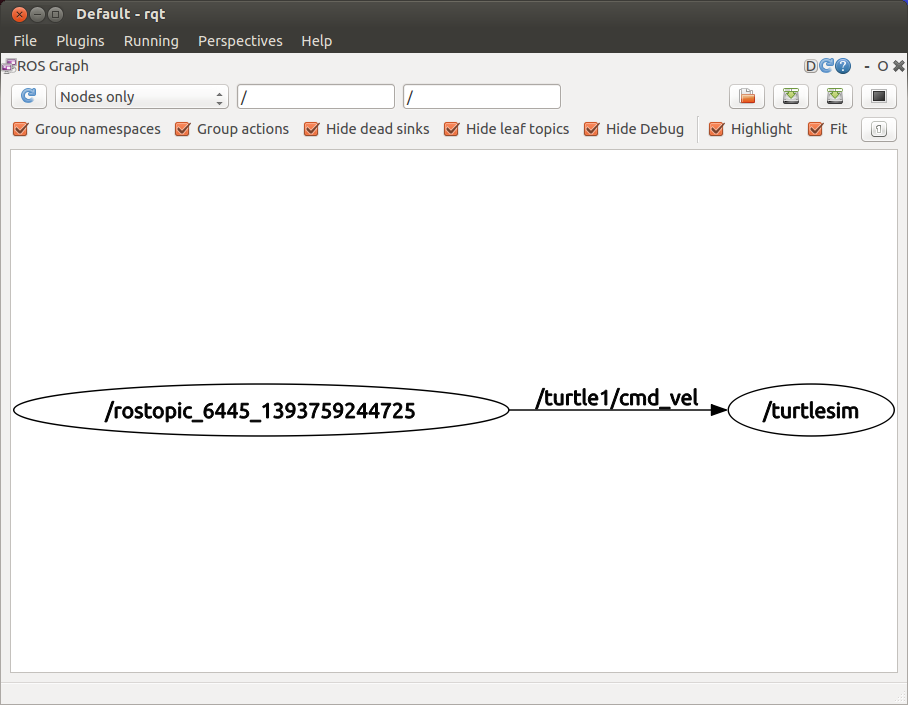 Default - rqt
File Plugins Running Perspectives Help
ROS Graph D ? - O
Nodes only / /
Group namespaces Group actions Hide dead sinks Hide leaf topics Hide Debug Highlight Fit
/turtle1/cmd_vel
/rostopic_6445_1393759244725 /turtlesim